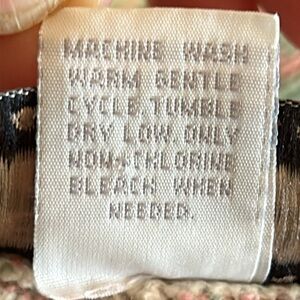 MACHINE WASH
WARM GENTLE
CYCLE. TUMBLE
DRY LOW. ONLY
NON-CHLORINE
BLEACH WHEN
NEEDED.